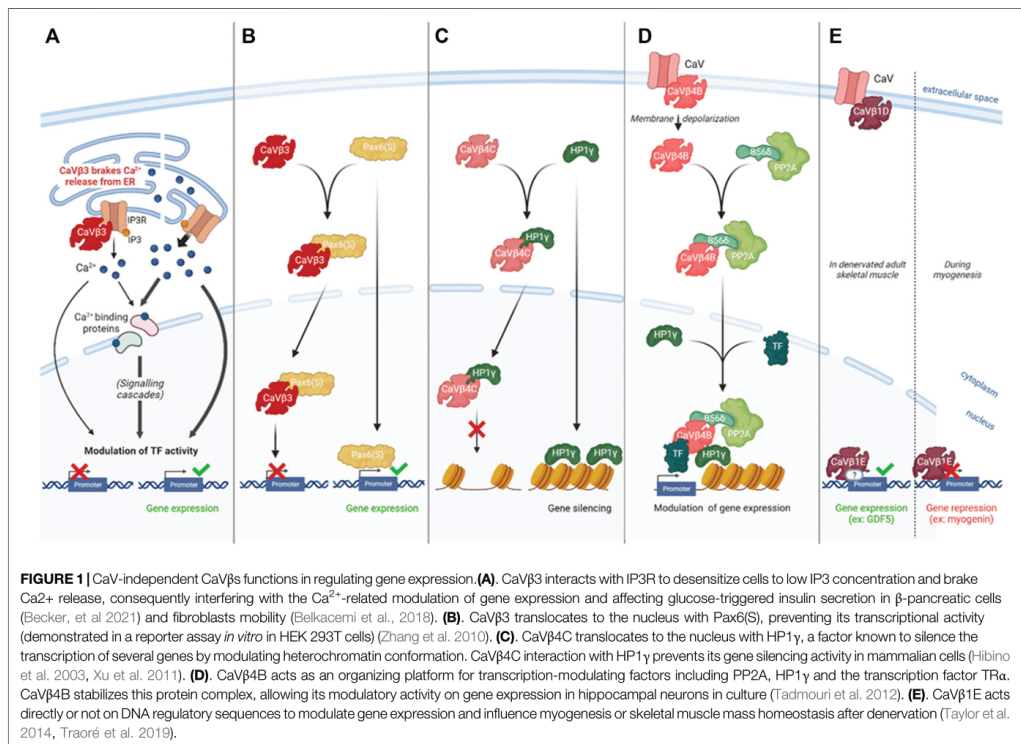 A
B
C
D
E
CaVβ3 brakes Ca²⁺
release from ER
IP3R
CaVβ3
IP3
Ca²⁺
Ca²⁺ binding
proteins
(Signalling
cascades)
Modulation of TF activity
Promoter
Promoter
Gene expression
CaVβ3
Pax6(S)
Pax6(S)
CaVβ3
Pax6(S)
CaVβ3
Pax6(S)
Promoter
Promoter
Gene expression
CaVβ4C
HP1γ
HP1γ
CaVβ4C
HP1γ
CaVβ4C
HP1γ
HP1γ
Gene silencing
CaV
CaVβ4B
Membrane depolarization
CaVβ4B
B56δ
PP2A
B56δ
CaVβ4B
PP2A
HP1γ
TF
B56δ
CaVβ4B
PP2A
TF
HP1γ
Promoter
Modulation of gene expression
CaV
CaVβ1D
extracellular space
In denervated adult
skeletal muscle
During
myogenesis
cytoplasm
nucleus
CaVβ1E
?
Promoter
CaVβ1E
Promoter
Gene expression
(ex: GDF5)
Gene repression
(ex: myogenin)
FIGURE 1 | CaV-independent CaVβs functions in regulating gene expression.(A). CaVβ3 interacts with IP3R to desensitize cells to low IP3 concentration and brake
Ca2+ release, consequently interfering with the Ca²⁺-related modulation of gene expression and affecting glucose-triggered insulin secretion in β-pancreatic cells
(Becker, et al 2021) and fibroblasts mobility (Belkacemi et al., 2018). (B). CaVβ3 translocates to the nucleus with Pax6(S), preventing its transcriptional activity
(demonstrated in a reporter assay in vitro in HEK 293T cells) (Zhang et al. 2010). (C). CaVβ4C translocates to the nucleus with HP1γ, a factor known to silence the
transcription of several genes by modulating heterochromatin conformation. CaVβ4C interaction with HP1γ prevents its gene silencing activity in mammalian cells (Hibino
et al. 2003, Xu et al. 2011). (D). CaVβ4B acts as an organizing platform for transcription-modulating factors including PP2A, HP1γ and the transcription factor TRα.
CaVβ4B stabilizes this protein complex, allowing its modulatory activity on gene expression in hippocampal neurons in culture (Tadmouri et al. 2012). (E). CaVβ1E acts
directly or not on DNA regulatory sequences to modulate gene expression and influence myogenesis or skeletal muscle mass homeostasis after denervation (Taylor et al.
2014, Traoré et al. 2019).